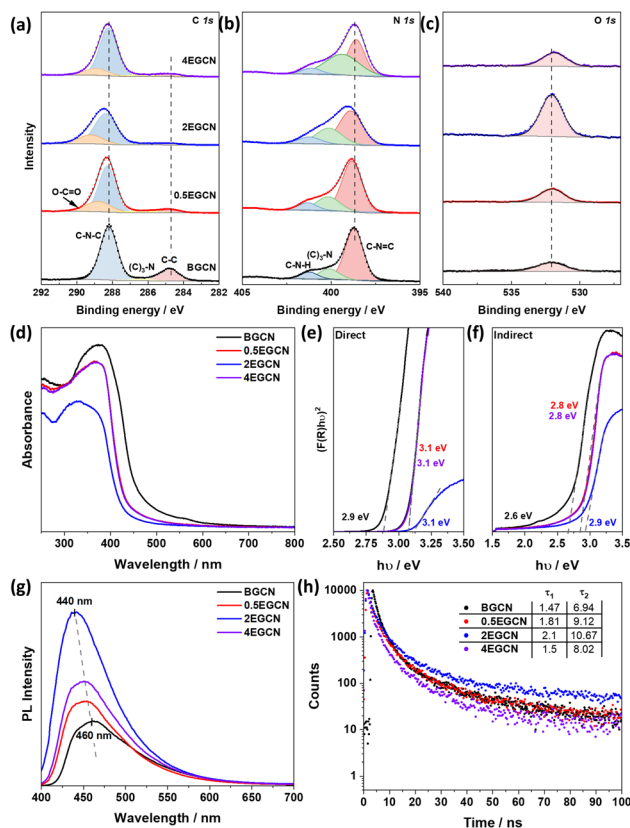 (a)
C 1s
4EGCN
2EGCN
O-C=O
0.5EGCN
C-N-C
(C)3-N
C-C
BGCN
292 290 288 286 284 282
Binding energy / eV
Intensity
(b)
N 1s
C-N-H
(C)3-N
C-N=C
405 400 395
Binding energy / eV
(c)
O 1s
540 535 530
Binding energy / eV
(d)
BGCN
0.5EGCN
2EGCN
4EGCN
Absorbance
300 400 500 600 700 800
Wavelength / nm
(e)
Direct
(F(R)hυ)²
3.1 eV
3.1 eV
2.9 eV
3.1 eV
2.50 2.75 3.00 3.25 3.50
hυ / eV
(f)
Indirect
2.8 eV
2.8 eV
2.6 eV
2.9 eV
1.5 2.0 2.5 3.0 3.5
hυ / eV
(g)
440 nm
BGCN
0.5EGCN
2EGCN
4EGCN
460 nm
PL Intensity
400 450 500 550 600 650 700
Wavelength / nm
(h)
τ1 τ2
BGCN 1.47 6.94
0.5EGCN 1.81 9.12
2EGCN 2.1 10.67
4EGCN 1.5 8.02
Counts
10000
1000
100
10
1
0 10 20 30 40 50 60 70 80 90 100
Time / ns